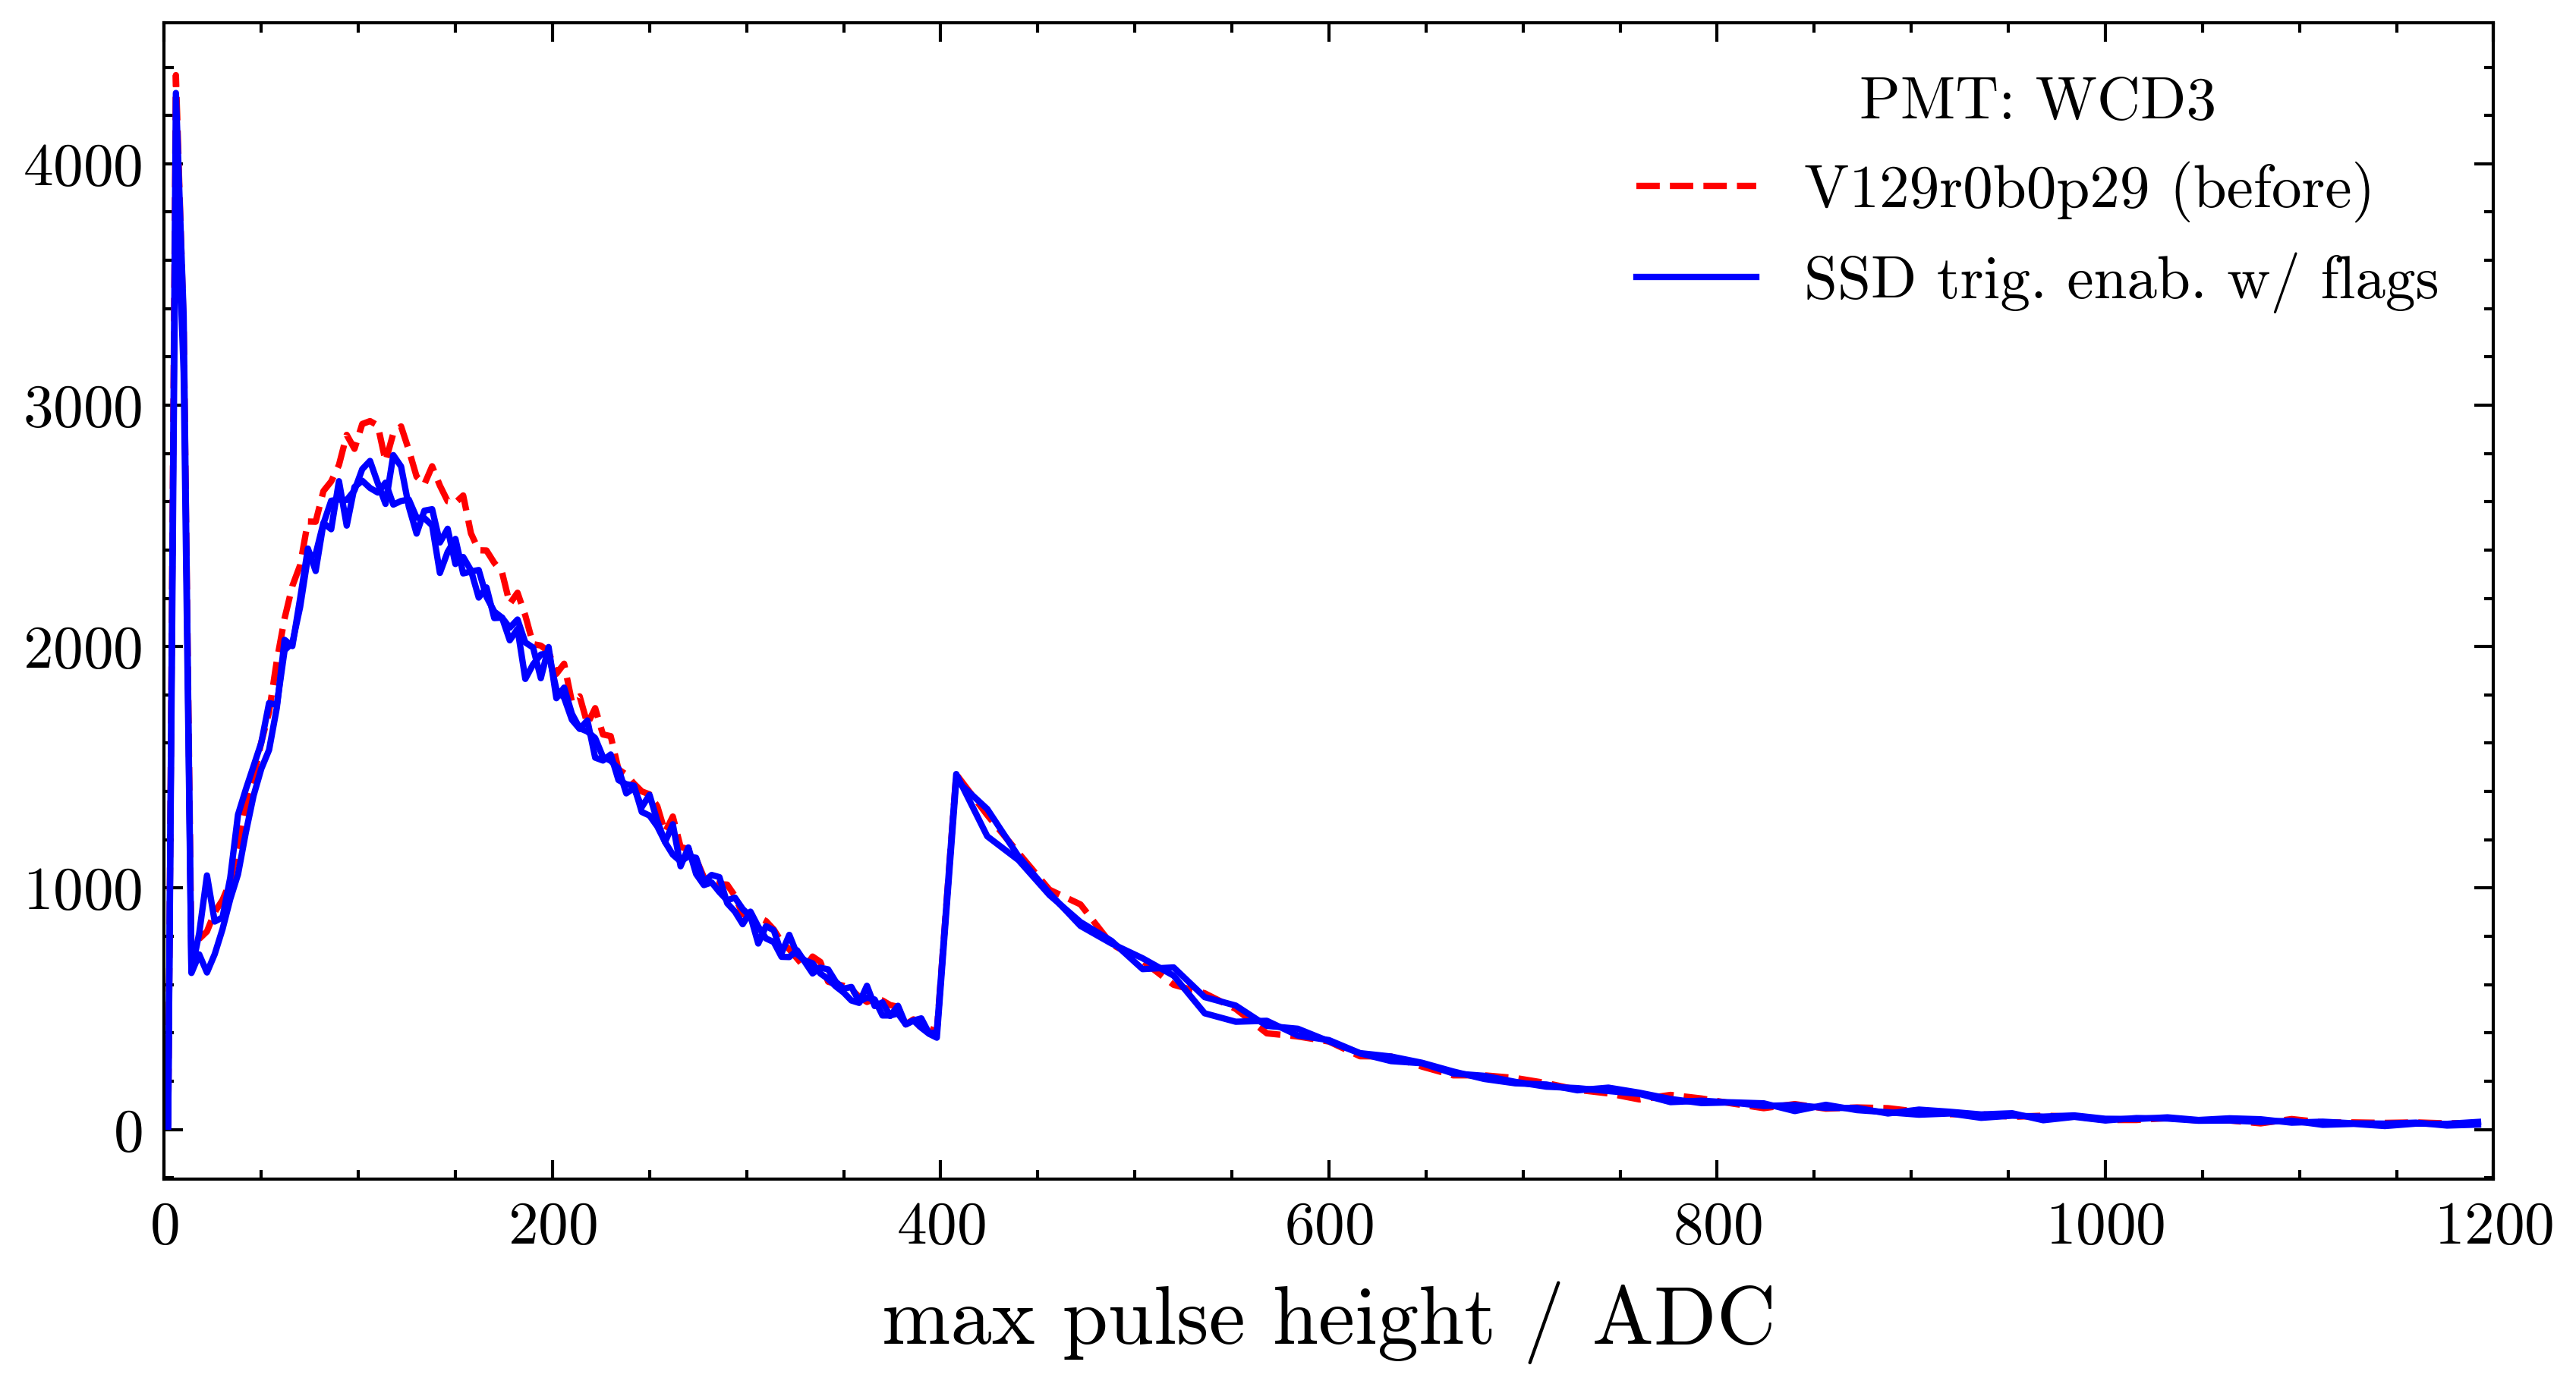 PMT: WCD3
V129r0b0p29 (before)
SSD trig. enab. w/ flags
4000
3000
2000
1000
0
0 200 400 600 800 1000 1200
max pulse height / ADC